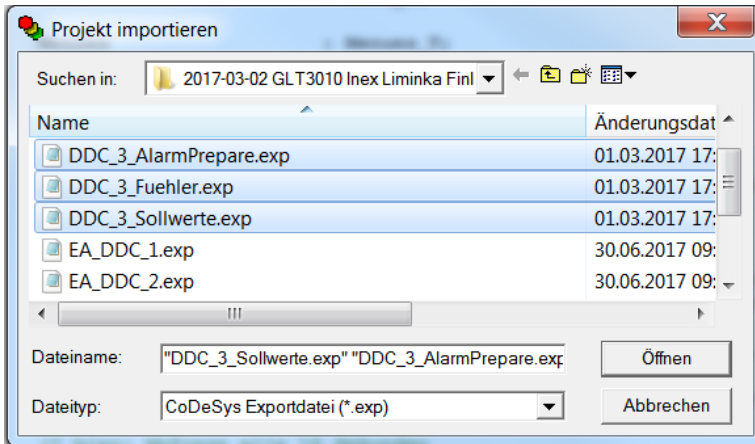 Projekt importieren
Suchen in: 2017-03-02 GLT3010 Inex Liminka Finl
Name Änderungsdat
DDC_3_AlarmPrepare.exp 01.03.2017 17:
DDC_3_Fuehler.exp 01.03.2017 17:
DDC_3_Sollwerte.exp 01.03.2017 17:
EA_DDC_1.exp 30.06.2017 09:
EA_DDC_2.exp 30.06.2017 09:
Dateiname: "DDC_3_Sollwerte.exp" "DDC_3_AlarmPrepare.exp Öffnen
Dateityp: CoDeSys Exportdatei (*.exp) Abbrechen